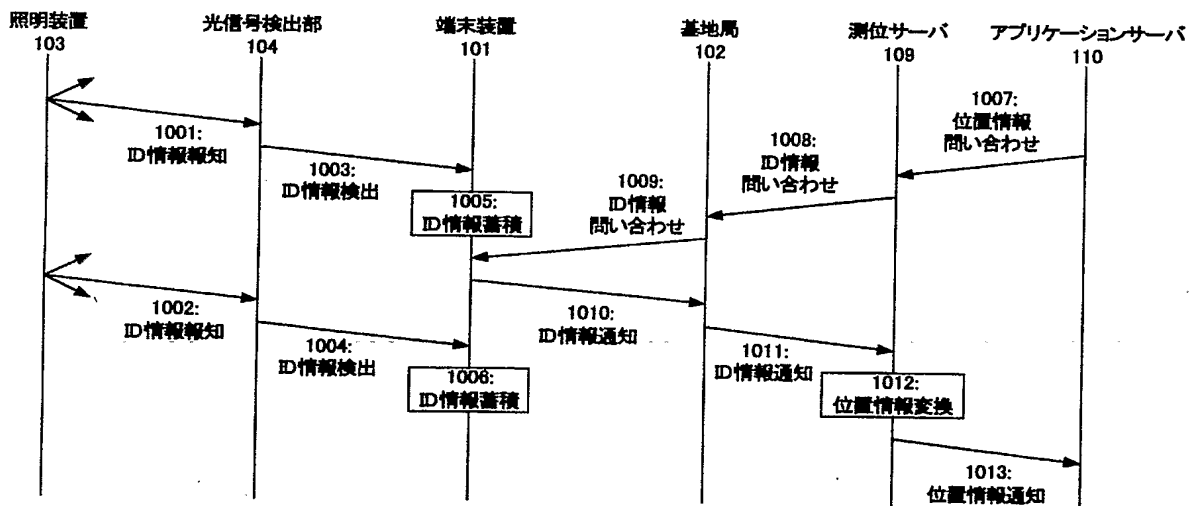 照明装置
103
光信号検出部
104
端末装置
101
基地局
102
測位サーバ
109
アプリケーションサーバ
110
1001:
ID情報報知
1003:
ID情報検出
1005:
ID情報蓄積
1007:
位置情報
問い合わせ
1008:
ID情報
問い合わせ
1009:
ID情報
問い合わせ
1002:
ID情報報知
1004:
ID情報検出
1006:
ID情報蓄積
1010:
ID情報通知
1011:
ID情報通知
1012:
位置情報変換
1013:
位置情報通知